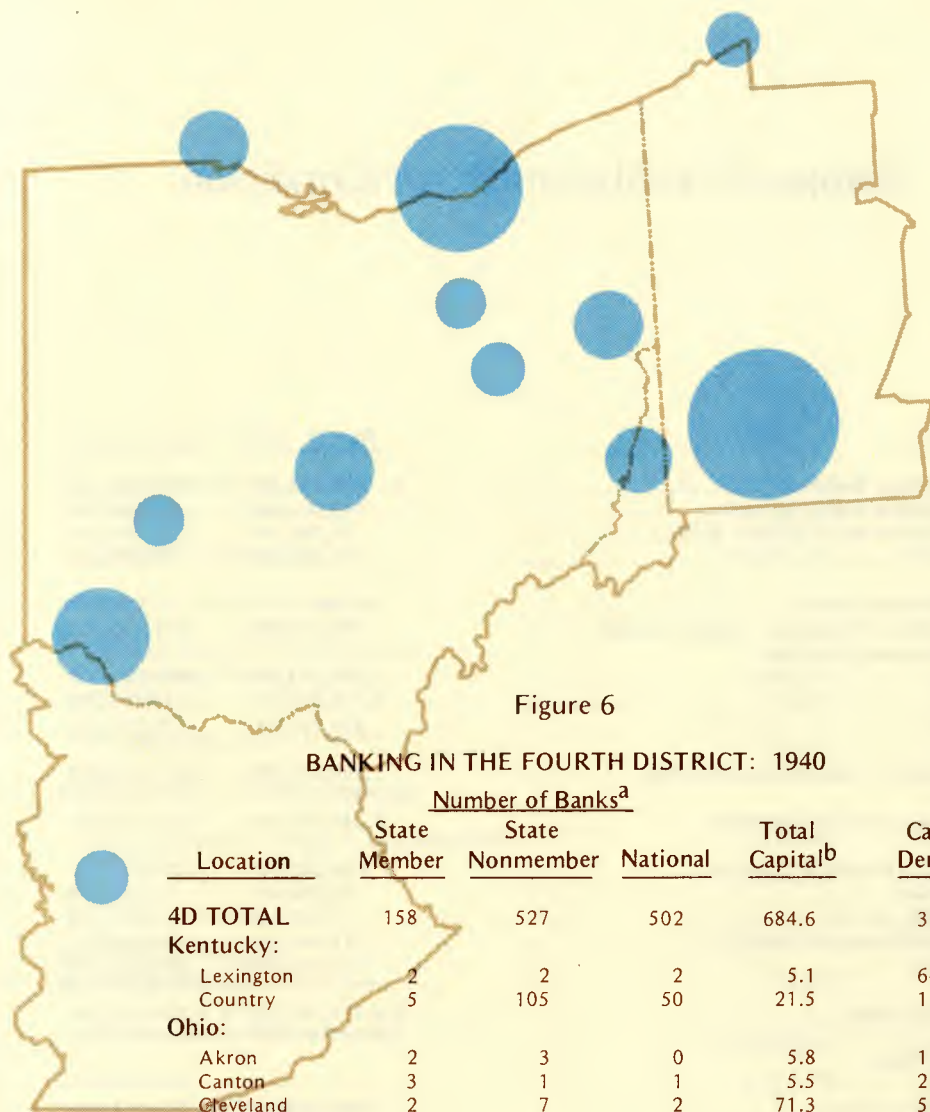 Figure 6
BANKING IN THE FOURTH DISTRICT: 1940
Number of Banksa
State State Total
Location Member Nonmember National Capitalb
4D TOTAL 158 527 502 684.6
Kentucky:
Lexington 2 2 2 5.1
Country 5 105 50 21.5
Ohio:
Akron 2 3 0 5.8
Canton 3 1 1 5.5
Cleveland 2 7 2 71.3